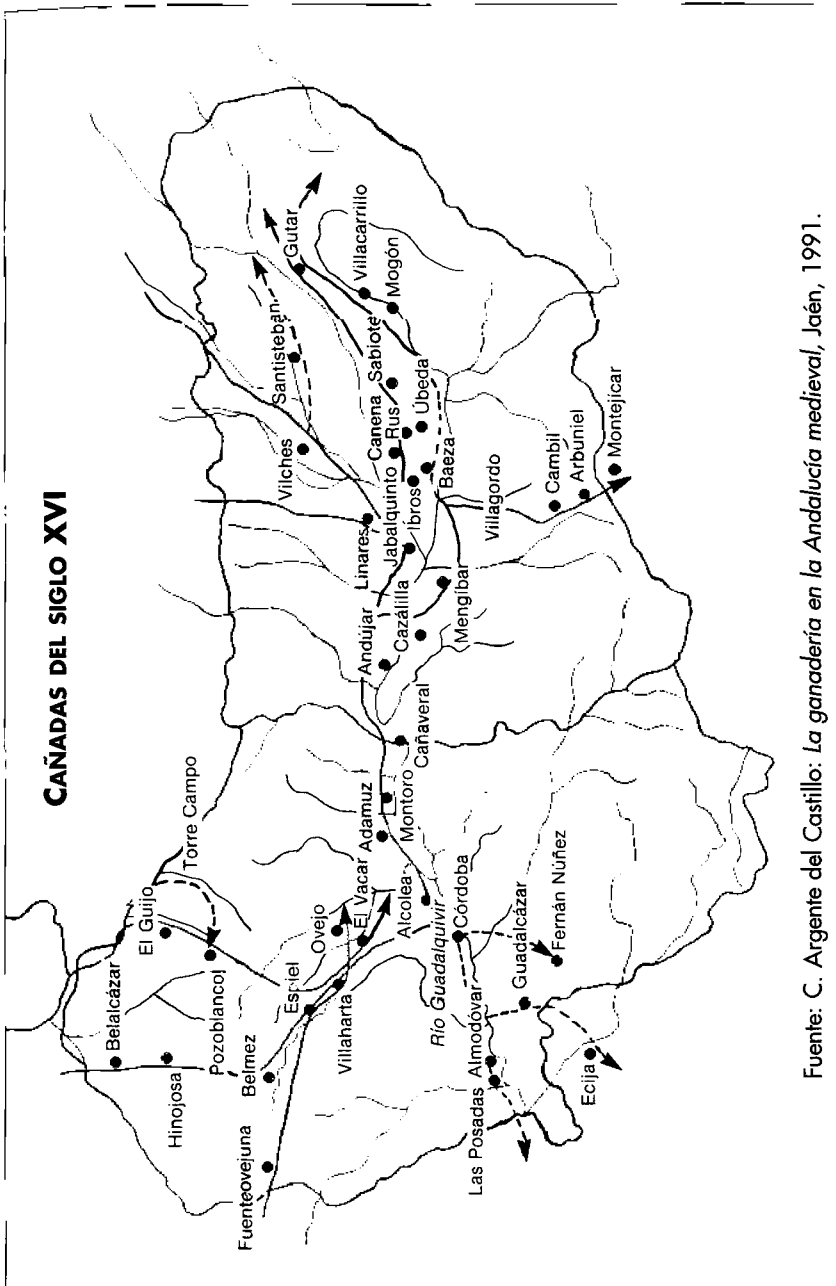 CAÑADAS DEL SIGLO XVI
Torre Campo
El Guijo
Belalcázar
Hinojosa
Pozoblanco
Belmez
Fuenteovejuna
Espiel
Villaharta
Ovejo
El Vacar
Adamuz
Montoro
Alcolea
Río Guadalquivir
Córdoba
Almodóvar
Las Posadas
Guadalcázar
Fernán Núñez
Ecija
Cañaveral
Andújar
Cazálilla
Mengíbar
Linares
Jabalquinto
Ibros
Canena
Rus
Baeza
Úbeda
Sabiote
Vilches
Santisteban
Gutar
Villacarrillo
Mogón
Villagordo
Cambil
Arbuniel
Montejicar
Fuente: C. Argente del Castillo: La ganadería en la Andalucía medieval, Jaén, 1991.